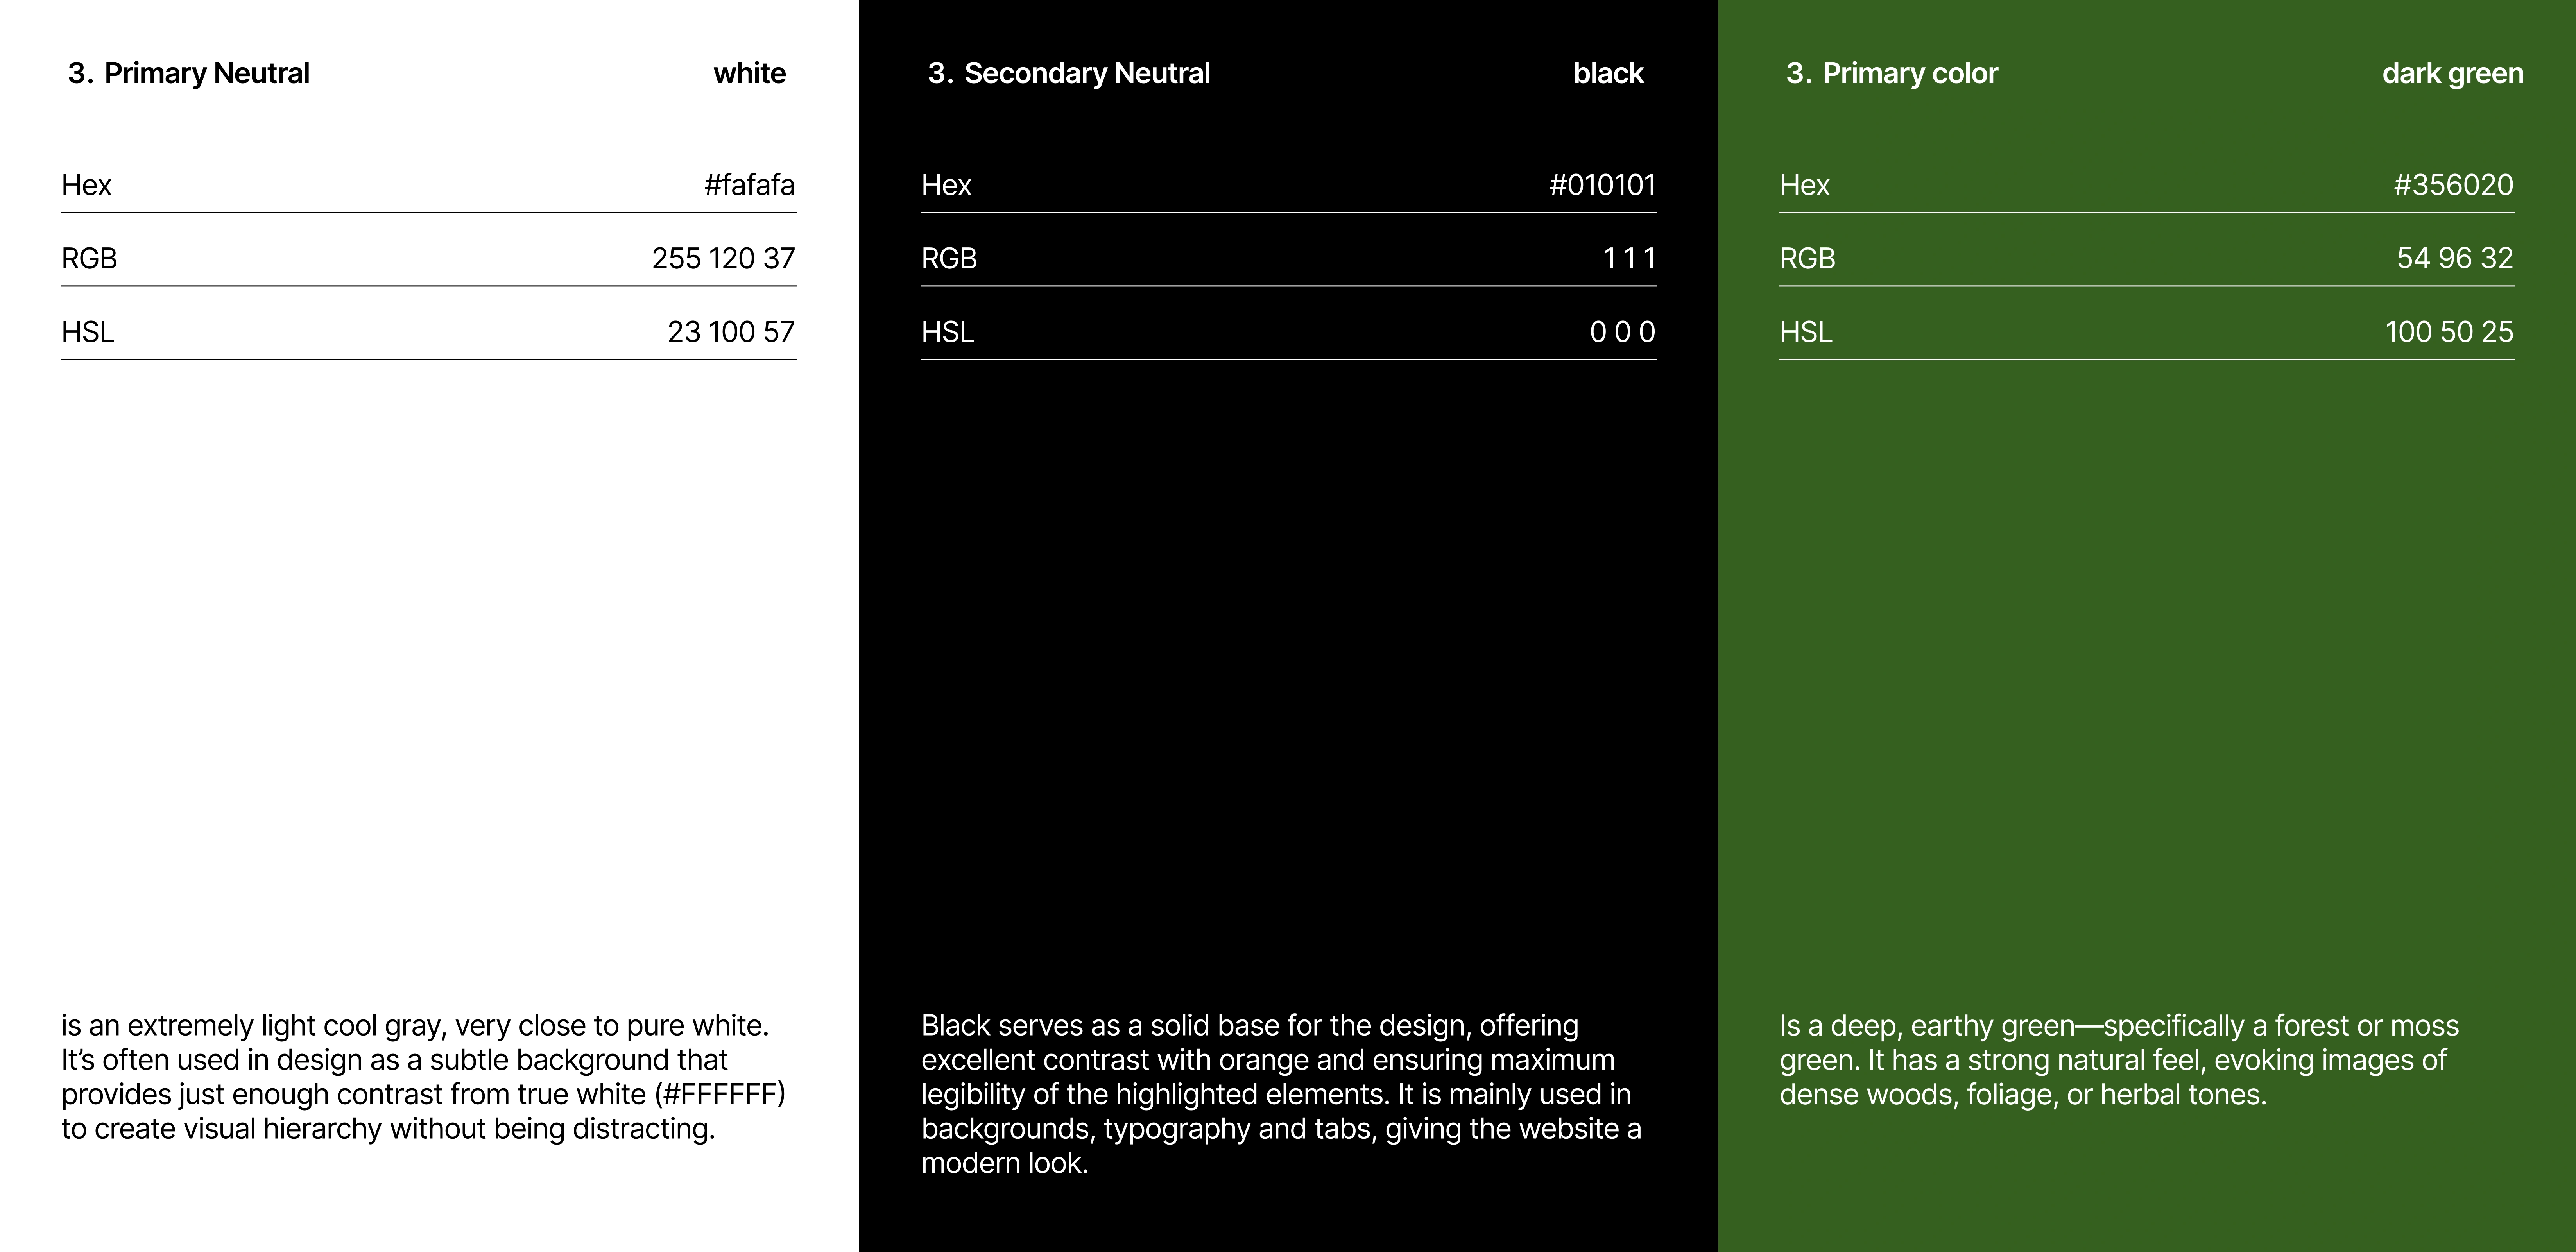 3. Primary Neutral white
Hex #fafafa
RGB 255 120 37
HSL 23 100 57
is an extremely light cool gray, very close to pure white.
It’s often used in design as a subtle background that
provides just enough contrast from true white (#FFFFFF)
to create visual hierarchy without being distracting.
3. Secondary Neutral black
Hex #010101
RGB 1 1 1
HSL 0 0 0
Black serves as a solid base for the design, offering
excellent contrast with orange and ensuring maximum
legibility of the highlighted elements. It is mainly used in
backgrounds, typography and tabs, giving the website a
modern look.
3. Primary color dark green
Hex #356020
RGB 54 96 32
HSL 100 50 25
Is a deep, earthy green—specifically a forest or moss
green. It has a strong natural feel, evoking images of
dense woods, foliage, or herbal tones.